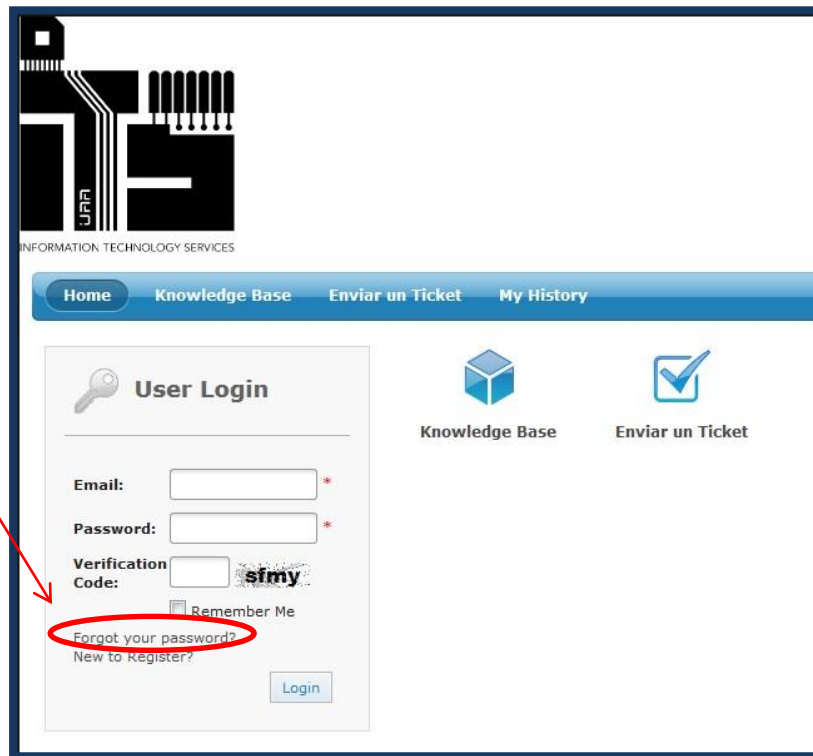 ITS
INFORMATION TECHNOLOGY SERVICES
Home Knowledge Base Enviar un Ticket My History
User Login
Knowledge Base Enviar un Ticket
Email: *
Password: *
Verification
Code: sfmy
Remember Me
Forgot your password?
New to Register?
Login